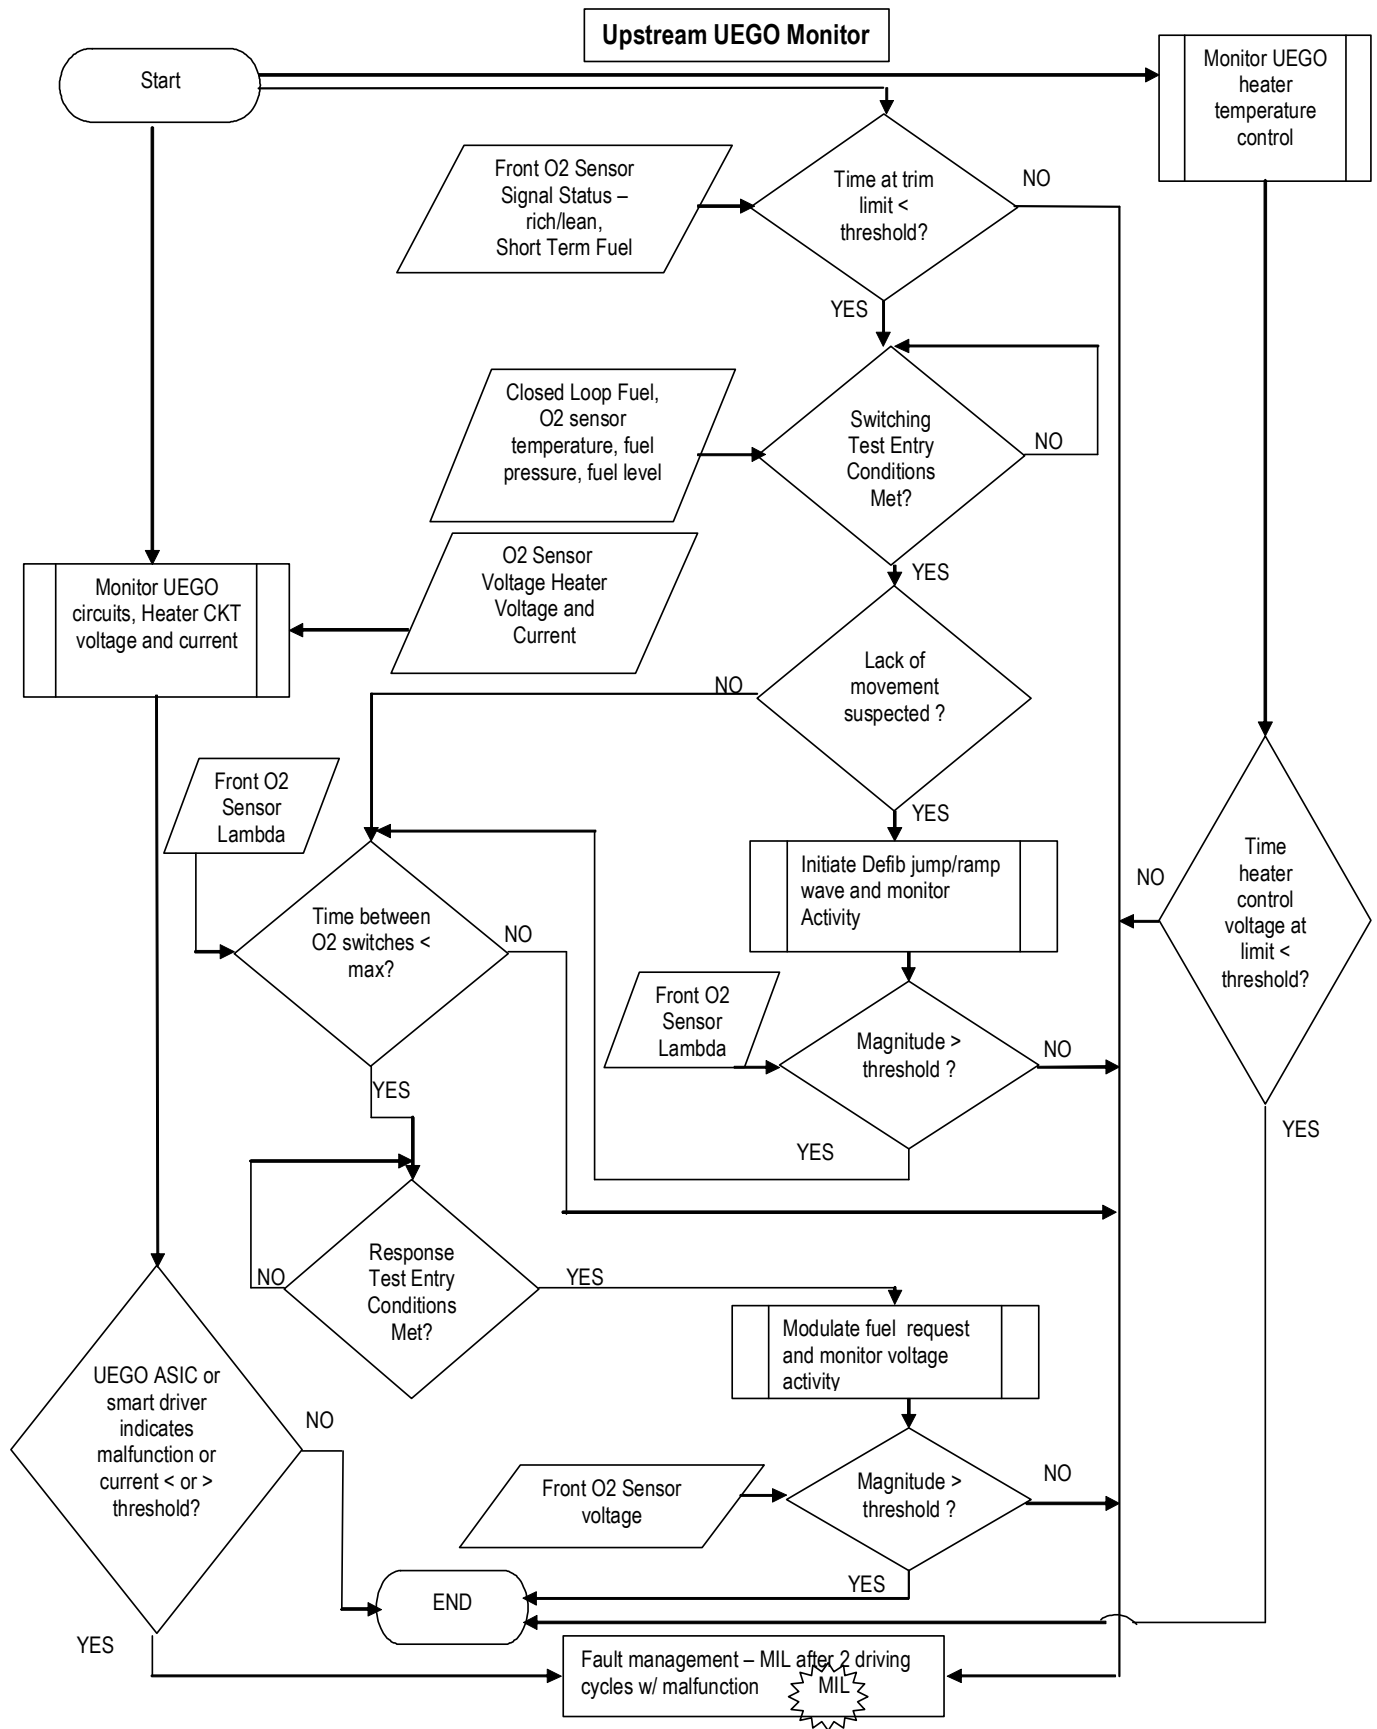 Upstream UEGO Monitor
Start
Monitor UEGO
heater
temperature
control
Front O2 Sensor
Signal Status –
rich/lean,
Short Term Fuel
Time at trim
limit <
threshold?
NO
YES
Closed Loop Fuel,
O2 sensor
temperature, fuel
pressure, fuel level
Switching
Test Entry
Conditions
Met?
NO
YES
O2 Sensor
Voltage Heater
Voltage and
Current
Monitor UEGO
circuits, Heater CKT
voltage and current
Lack of
movement
suspected ?
NO
YES
Front O2
Sensor
Lambda
Initiate Defib jump/ramp
wave and monitor
Activity
Time
heater
control
voltage at
limit <
threshold?
NO
YES
Time between
O2 switches <
max?
NO
YES
Front O2
Sensor
Lambda
Magnitude >
threshold ?
NO
YES
Response
Test Entry
Conditions
Met?
NO
YES
Modulate fuel  request
and monitor voltage
activity
UEGO ASIC or
smart driver
indicates
malfunction or
current < or >
threshold?
NO
YES
Front O2 Sensor
voltage
Magnitude >
threshold ?
NO
YES
END
Fault management – MIL after 2 driving
cycles w/ malfunction
MIL